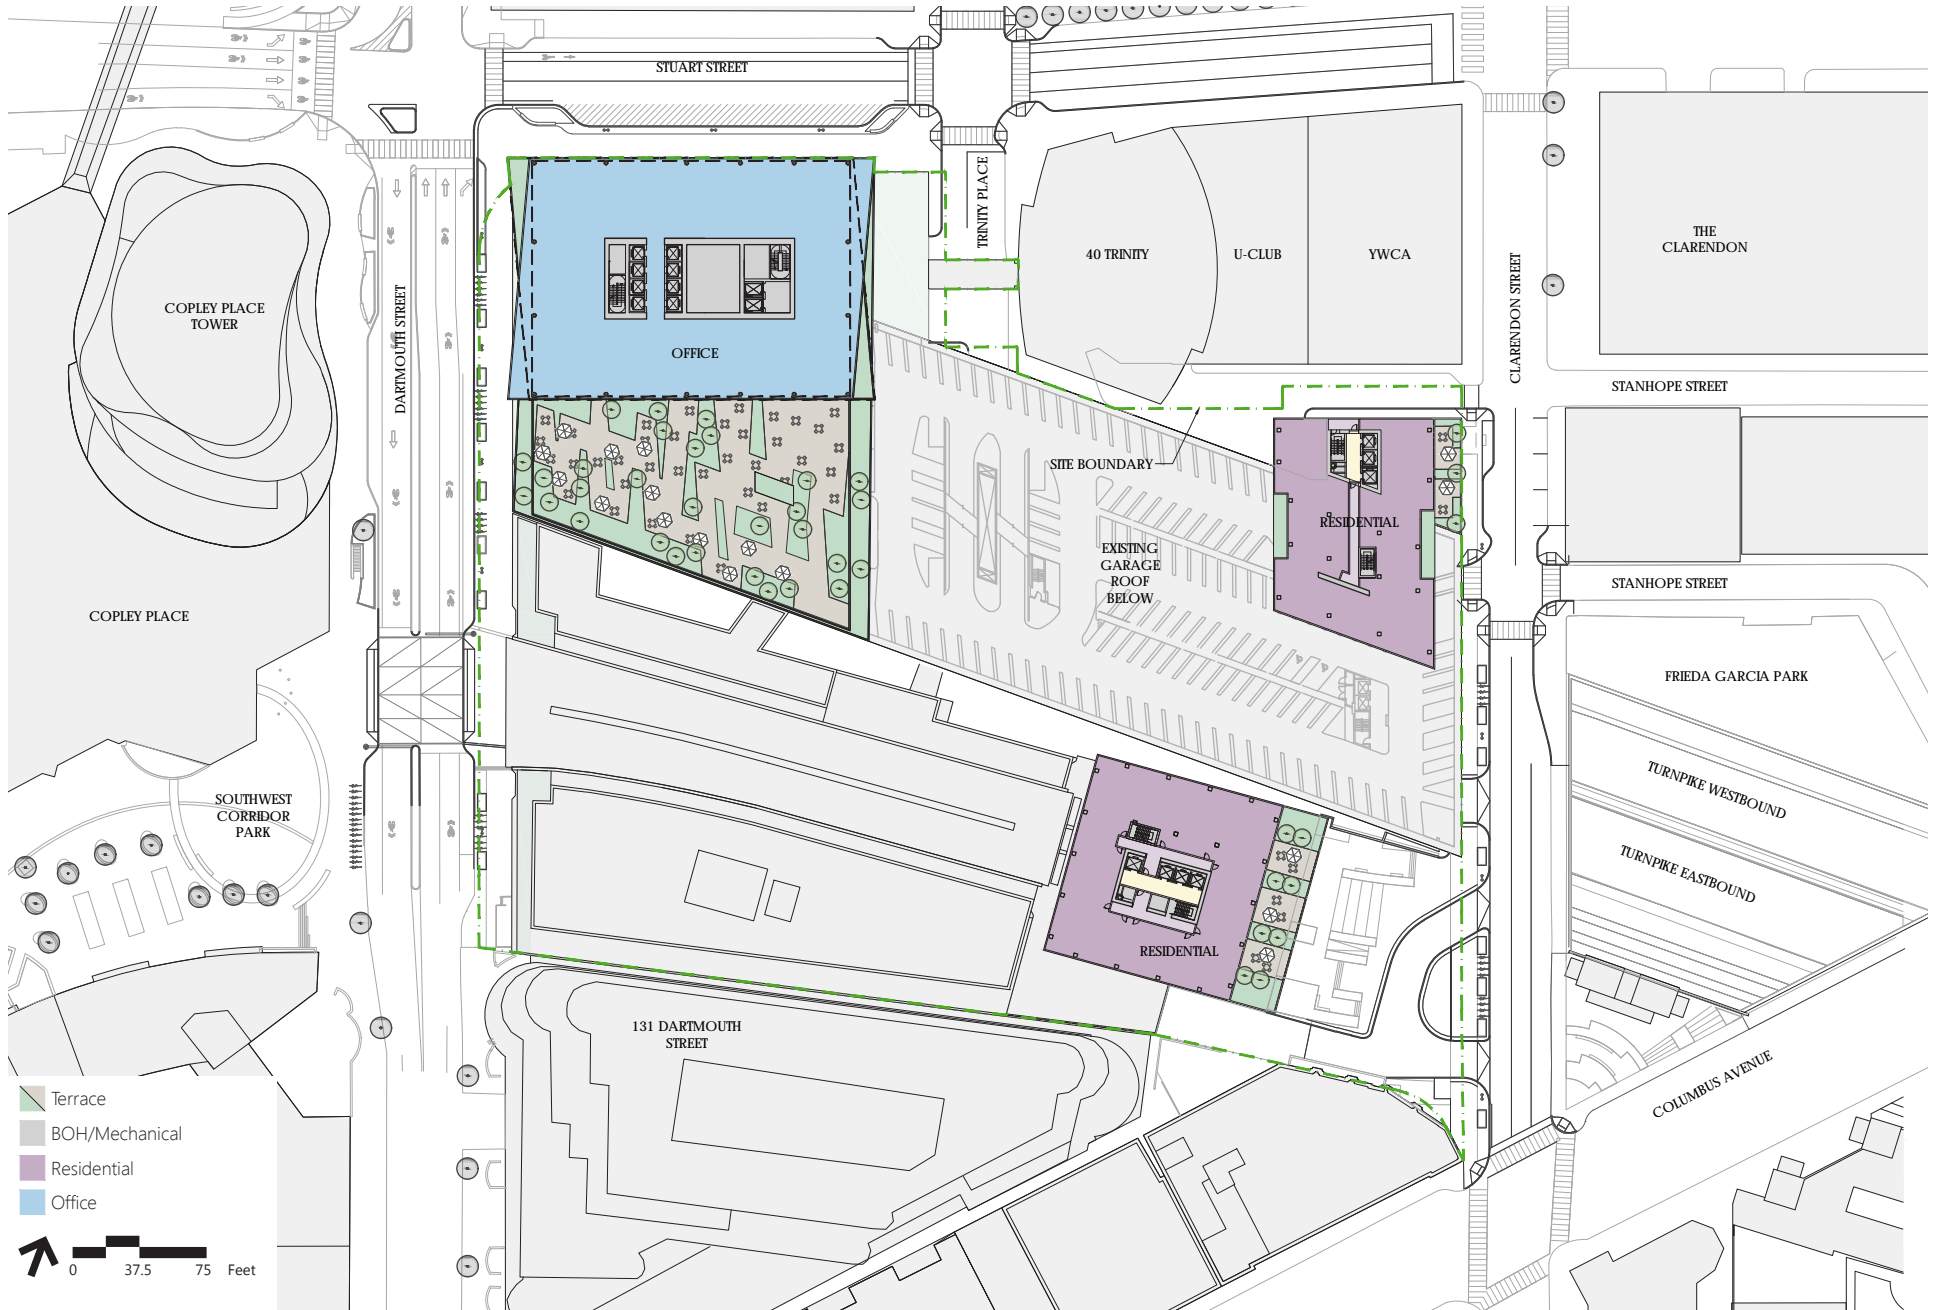 STUART STREET
TRINITY PLACE
40 TRINITY
U-CLUB
YWCA
THE
CLARENDON
CLARENDON STREET
COPLEY PLACE
TOWER
DARTMOUTH STREET
OFFICE
STANHOPE STREET
SITE BOUNDARY
RESIDENTIAL
EXISTING
GARAGE
ROOF
BELOW
STANHOPE STREET
COPLEY PLACE
FRIEDA GARCIA PARK
TURNPIKE WESTBOUND
SOUTHWEST
CORRIDOR
PARK
TURNPIKE EASTBOUND
RESIDENTIAL
131 DARTMOUTH
STREET
COLUMBUS AVENUE
Terrace
BOH/Mechanical
Residential
Office
0 37.5 75 Feet